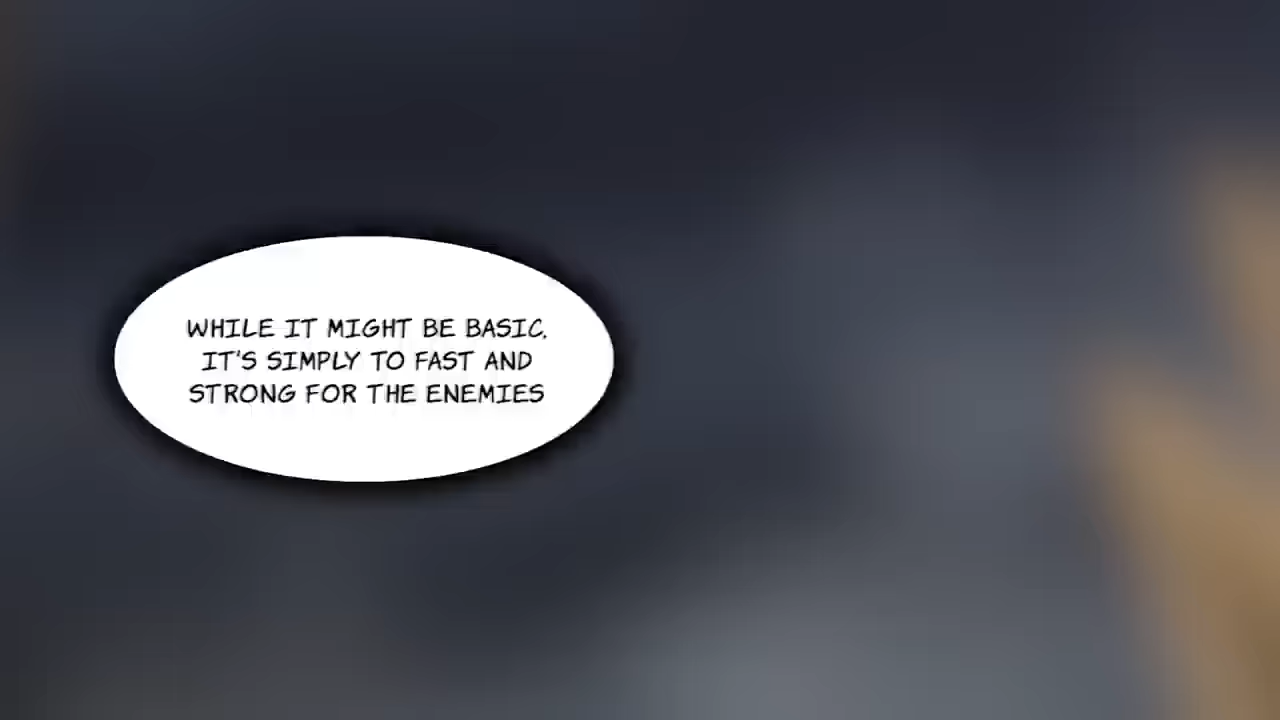 WHILE IT MIGHT BE BASIC,
IT'S SIMPLY TO FAST AND
STRONG FOR THE ENEMIES